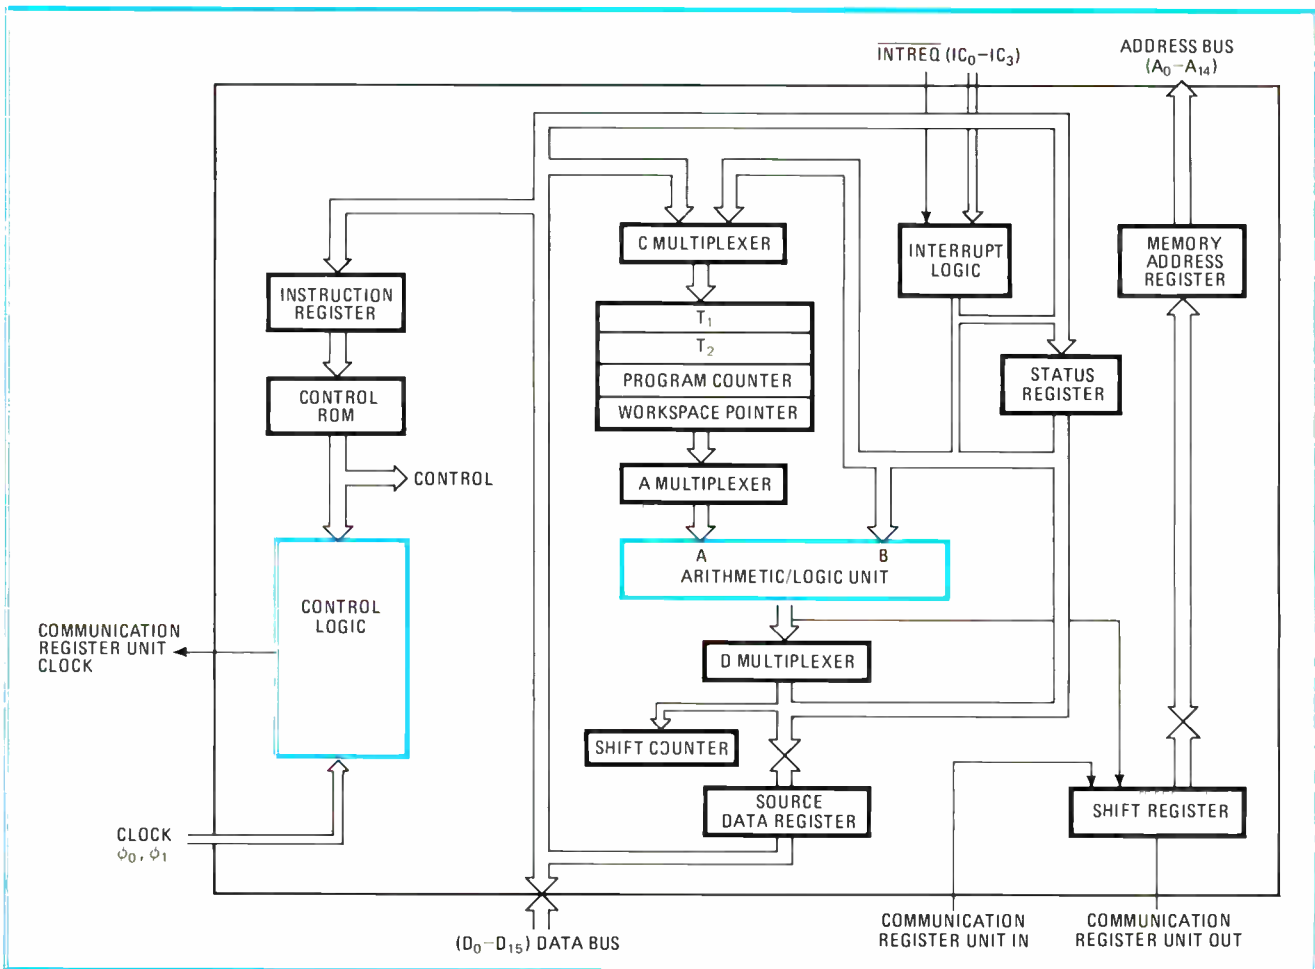 INTREQ (IC0–IC3)
ADDRESS BUS
(A0–A14)
C MULTIPLEXER
INTERRUPT
LOGIC
MEMORY
ADDRESS
REGISTER
INSTRUCTION
REGISTER
T1
T2
PROGRAM COUNTER
WORKSPACE POINTER
STATUS
REGISTER
CONTROL
ROM
CONTROL
A MULTIPLEXER
A
B
ARITHMETIC/LOGIC UNIT
CONTROL
LOGIC
COMMUNICATION
REGISTER UNIT
CLOCK
D MULTIPLEXER
SHIFT COUNTER
SOURCE
DATA REGISTER
SHIFT REGISTER
CLOCK
ϕ0, ϕ1
(D0–D15) DATA BUS
COMMUNICATION
REGISTER UNIT IN
COMMUNICATION
REGISTER UNIT OUT